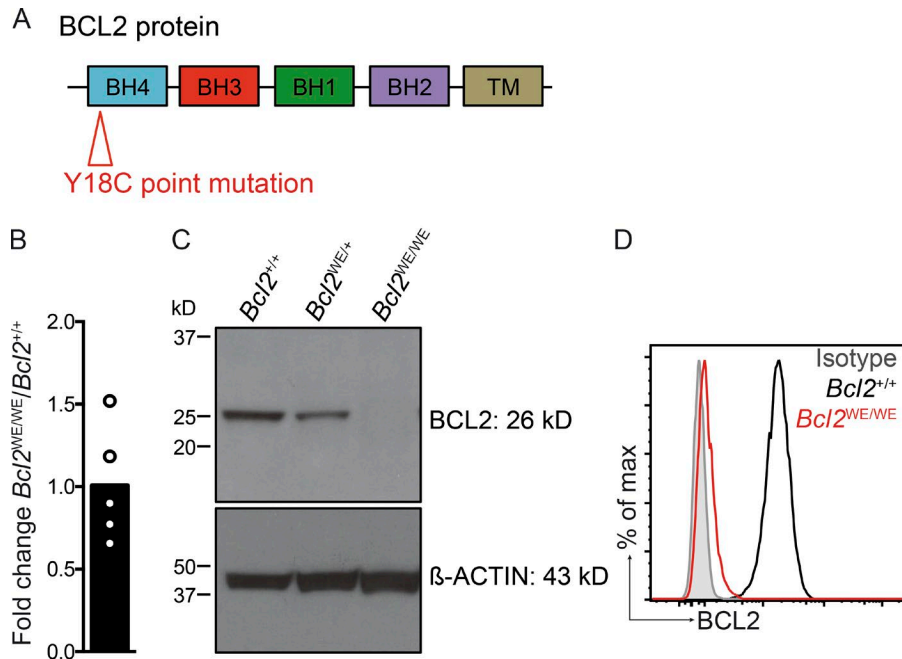 A
BCL2 protein
BH4 BH3 BH1 BH2 TM
Y18C point mutation
B
Fold change Bcl2WE/WE/Bcl2+/+
2.0
1.5
1.0
0.5
0.0
C
Bcl2+/+ Bcl2WE/+ Bcl2WE/WE
kD
37
25
20
BCL2: 26 kD
50
37
ß-ACTIN: 43 kD
D
Isotype
Bcl2+/+
Bcl2WE/WE
% of max
BCL2